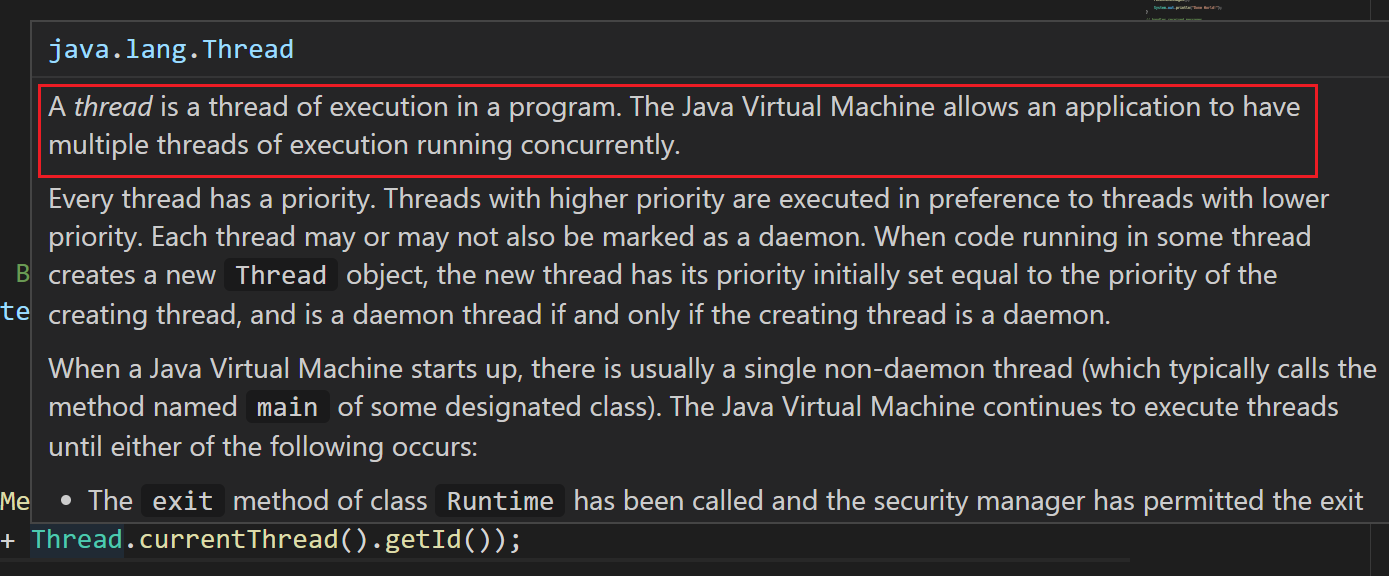 System.out.println("Done World!");
java.lang.Thread
A thread is a thread of execution in a program. The Java Virtual Machine allows an application to have
multiple threads of execution running concurrently.
Every thread has a priority. Threads with higher priority are executed in preference to threads with lower
priority. Each thread may or may not also be marked as a daemon. When code running in some thread
B creates a new Thread object, the new thread has its priority initially set equal to the priority of the
te creating thread, and is a daemon thread if and only if the creating thread is a daemon.
When a Java Virtual Machine starts up, there is usually a single non-daemon thread (which typically calls the
method named main of some designated class). The Java Virtual Machine continues to execute threads
until either of the following occurs:
Me • The exit method of class Runtime has been called and the security manager has permitted the exit
+ Thread.currentThread().getId());